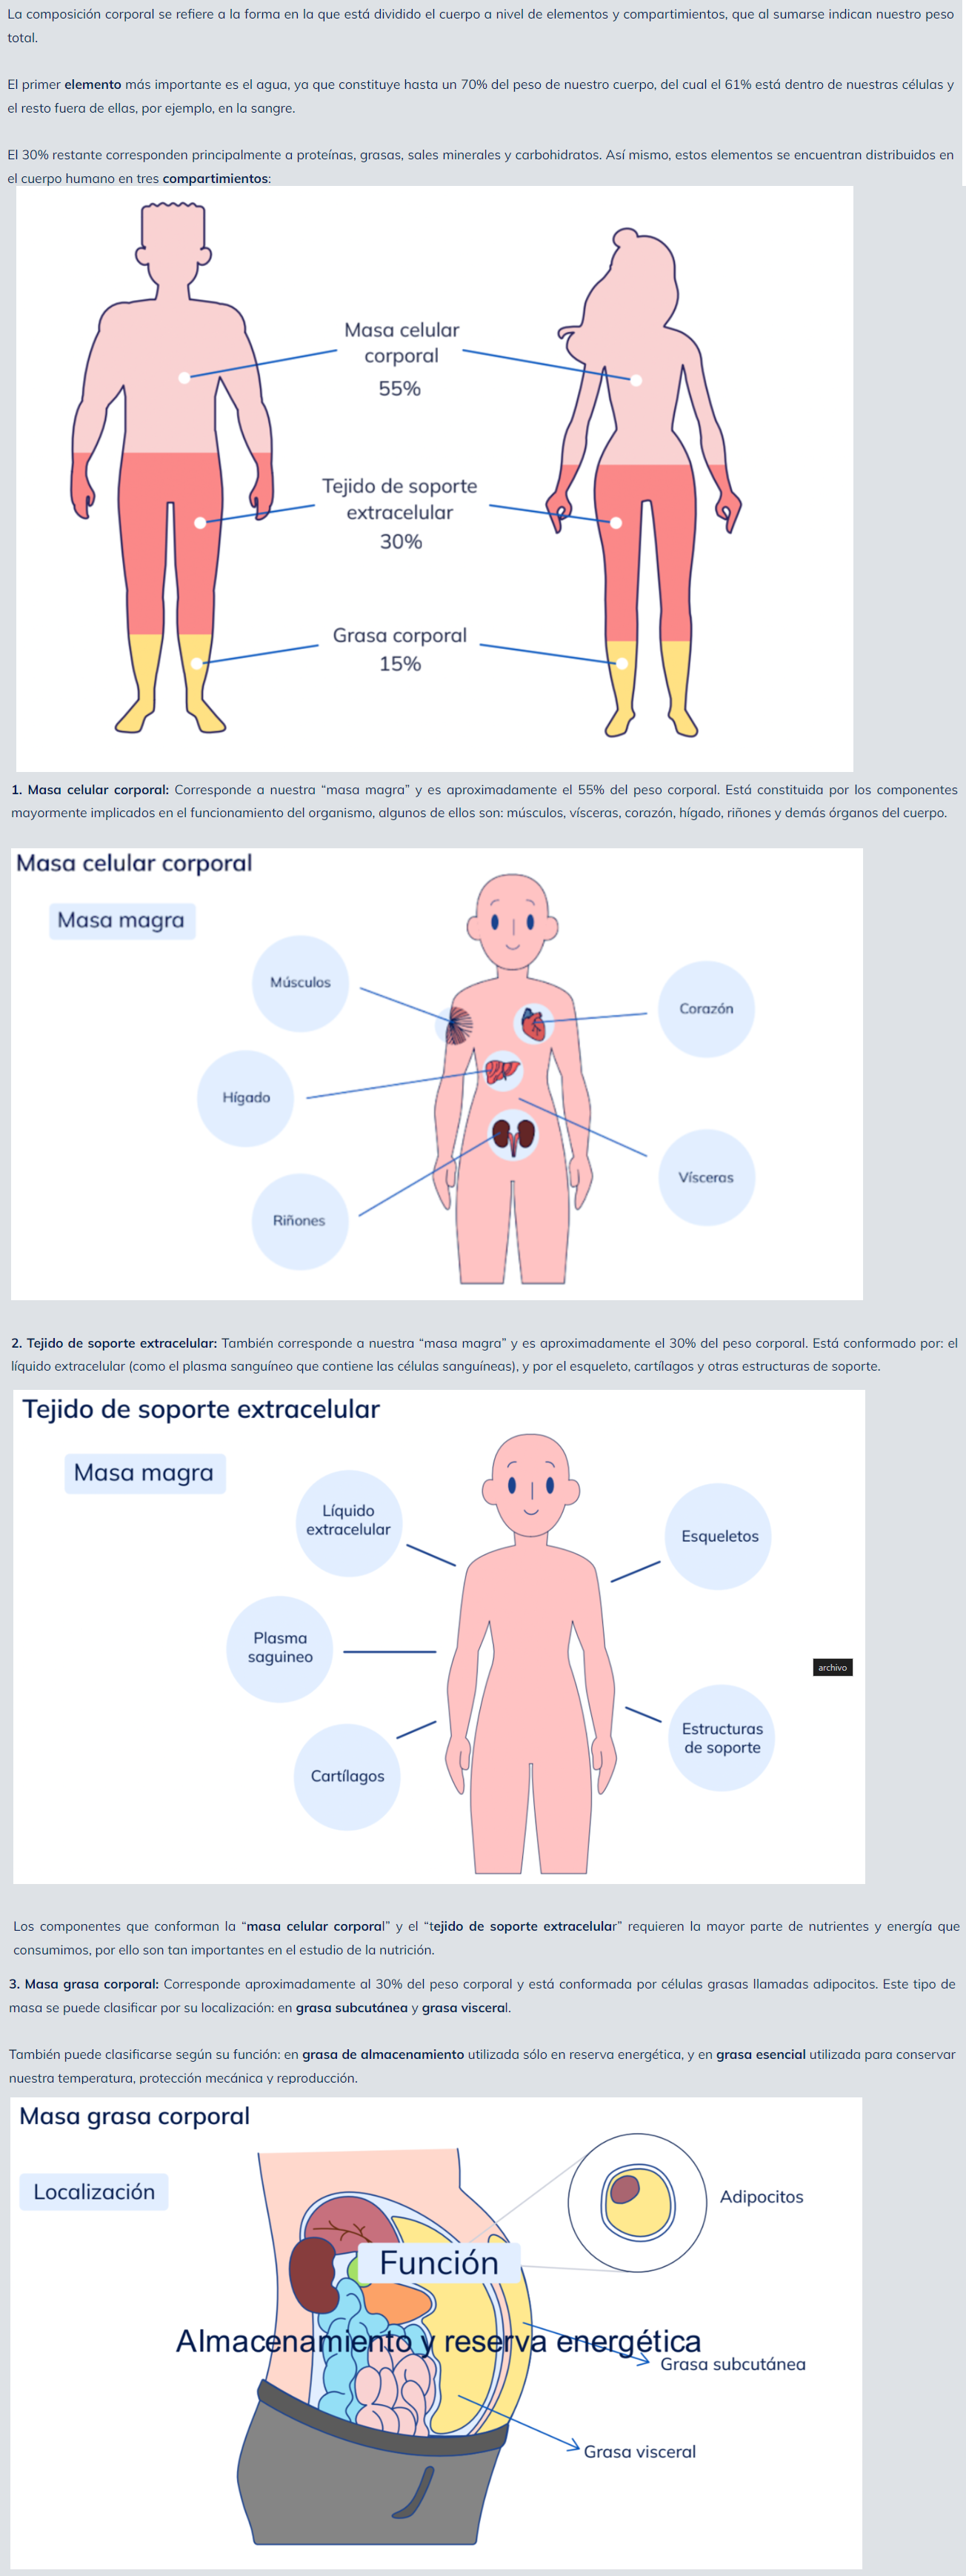 La composición corporal se refiere a la forma en la que está dividido el cuerpo a nivel de elementos y compartimientos, que al sumarse indican nuestro peso
total.
El primer elemento más importante es el agua, ya que constituye hasta un 70% del peso de nuestro cuerpo, del cual el 61% está dentro de nuestras células y
el resto fuera de ellas, por ejemplo, en la sangre.
El 30% restante corresponden principalmente a proteínas, grasas, sales minerales y carbohidratos. Así mismo, estos elementos se encuentran distribuidos en
el cuerpo humano en tres compartimientos:
Masa celular
corporal
55%
Tejido de soporte
extracelular
30%
Grasa corporal
15%
1. Masa celular corporal: Corresponde a nuestra “masa magra” y es aproximadamente el 55% del peso corporal. Está constituida por los componentes
mayormente implicados en el funcionamiento del organismo, algunos de ellos son: músculos, vísceras, corazón, hígado, riñones y demás órganos del cuerpo.
Masa celular corporal
Masa magra
Músculos
Corazón
Hígado
Vísceras
Riñones
2. Tejido de soporte extracelular: También corresponde a nuestra “masa magra” y es aproximadamente el 30% del peso corporal. Está conformado por: el
líquido extracelular (como el plasma sanguíneo que contiene las células sanguíneas), y por el esqueleto, cartílagos y otras estructuras de soporte.
Tejido de soporte extracelular
Masa magra
Líquido
extracelular
Esqueletos
Plasma
saguineo
archivo
Estructuras
de soporte
Cartílagos
Los componentes que conforman la “masa celular corporal” y el “tejido de soporte extracelular” requieren la mayor parte de nutrientes y energía que
consumimos, por ello son tan importantes en el estudio de la nutrición.
3. Masa grasa corporal: Corresponde aproximadamente al 30% del peso corporal y está conformada por células grasas llamadas adipocitos. Este tipo de
masa se puede clasificar por su localización: en grasa subcutánea y grasa visceral.
También puede clasificarse según su función: en grasa de almacenamiento utilizada sólo en reserva energética, y en grasa esencial utilizada para conservar
nuestra temperatura, protección mecánica y reproducción.
Masa grasa corporal
Localización
Adipocitos
Función
Almacenamiento y reserva energética
Grasa subcutánea
Grasa visceral